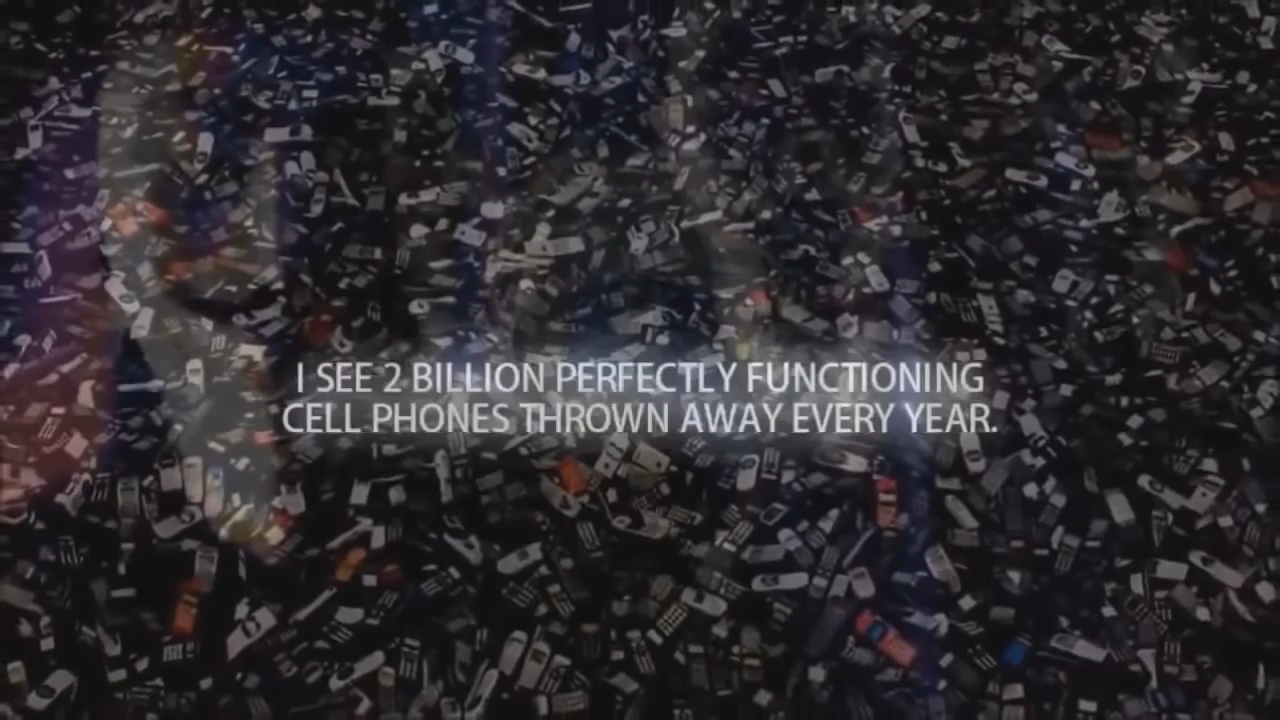 I SEE 2 BILLION PERFECTLY FUNCTIONING
CELL PHONES THROWN AWAY EVERY YEAR.